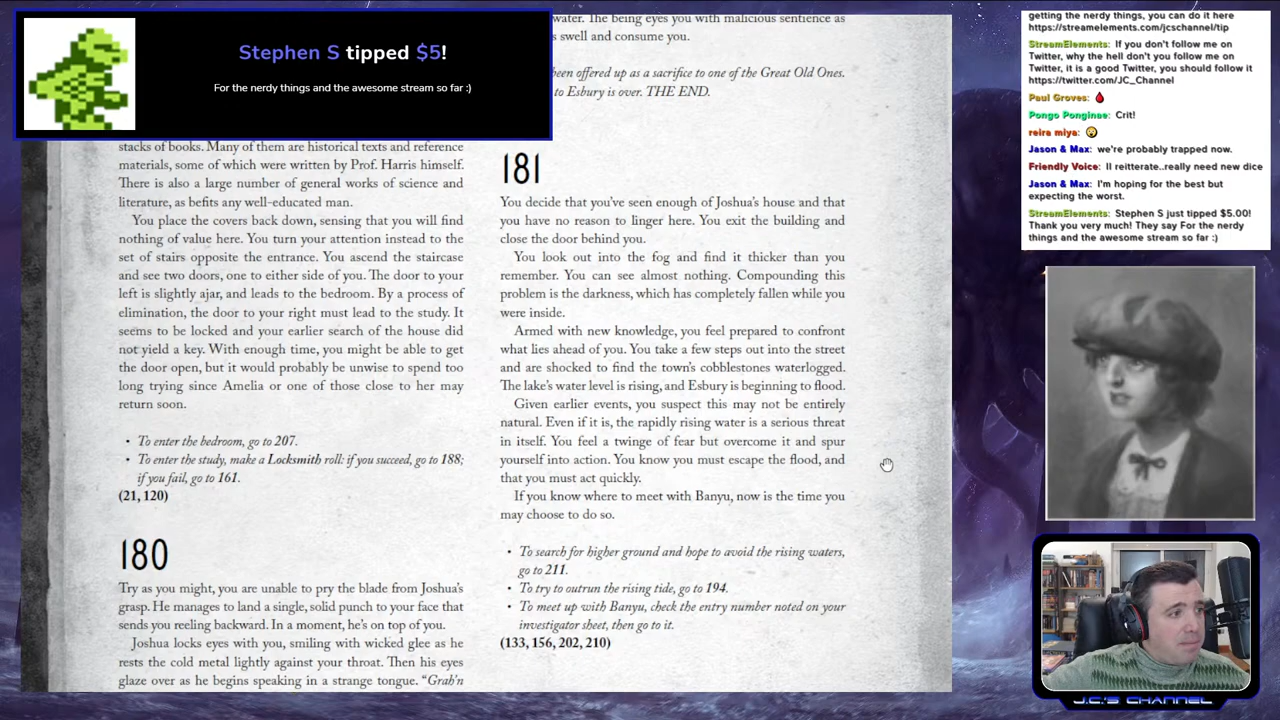 Stephen S tipped $5!
For the nerdy things and the awesome stream so far :)
stacks of books. Many of them are historical texts and reference
materials, some of which were written by Prof. Harris himself.
There is also a large number of general works of science and
literature, as befits any well-educated man.
You place the covers back down, sensing that you will find
nothing of value here. You turn your attention instead to the
set of stairs opposite the entrance. You ascend the staircase
and see two doors, one to either side of you. The door to your
left is slightly ajar, and leads to the bedroom. By a process of
elimination, the door to your right must lead to the study. It
seems to be locked and your earlier search of the house did
not yield a key. With enough time, you might be able to get
the door open, but it would probably be unwise to spend too
long trying since Amelia or one of those close to her may
return soon.
• To enter the bedroom, go to 207.
• To enter the study, make a Locksmith roll: if you succeed, go to 188;
if you fail, go to 161.
(21, 120)
180
Try as you might, you are unable to pry the blade from Joshua's
grasp. He manages to land a single, solid punch to your face that
sends you reeling backward. In a moment, he's on top of you.
Joshua locks eyes with you, smiling with wicked glee as he
rests the cold metal lightly against your throat. Then his eyes
glaze over as he begins speaking in a strange tongue. "Grah'n
water. The being eyes you with malicious sentience as
swell and consume you.
been offered up as a sacrifice to one of the Great Old Ones.
to Esbury is over. THE END.
181
You decide that you've seen enough of Joshua's house and that
you have no reason to linger here. You exit the building and
close the door behind you.
You look out into the fog and find it thicker than you
remember. You can see almost nothing. Compounding this
problem is the darkness, which has completely fallen while you
were inside.
Armed with new knowledge, you feel prepared to confront
what lies ahead of you. You take a few steps out into the street
and are shocked to find the town's cobblestones waterlogged.
The lake's water level is rising, and Esbury is beginning to flood.
Given earlier events, you suspect this may not be entirely
natural. Even if it is, the rapidly rising water is a serious threat
in itself. You feel a twinge of fear but overcome it and spur
yourself into action. You know you must escape the flood, and
that you must act quickly.
If you know where to meet with Banyu, now is the time you
may choose to do so.
• To search for higher ground and hope to avoid the rising waters,
go to 211.
• To try to outrun the rising tide, go to 194.
• To meet up with Banyu, check the entry number noted on your
investigator sheet, then go to it.
(133, 156, 202, 210)
getting the nerdy things, you can do it here
https://streamelements.com/jcschannel/tip
StreamElements: If you don't follow me on
Twitter, why the hell don't you follow me on
Twitter, it is a good Twitter, you should follow it
https://twitter.com/JC_Channel
Paul Groves:
Pongo Ponginae: Crit!
reira miya:
Jason & Max: we're probably trapped now.
Friendly Voice: II reitterate..really need new dice
Jason & Max: I'm hoping for the best but
expecting the worst.
StreamElements: Stephen S just tipped $5.00!
Thank you very much! They say For the nerdy
things and the awesome stream so far :)
J.C.'S CHANNEL